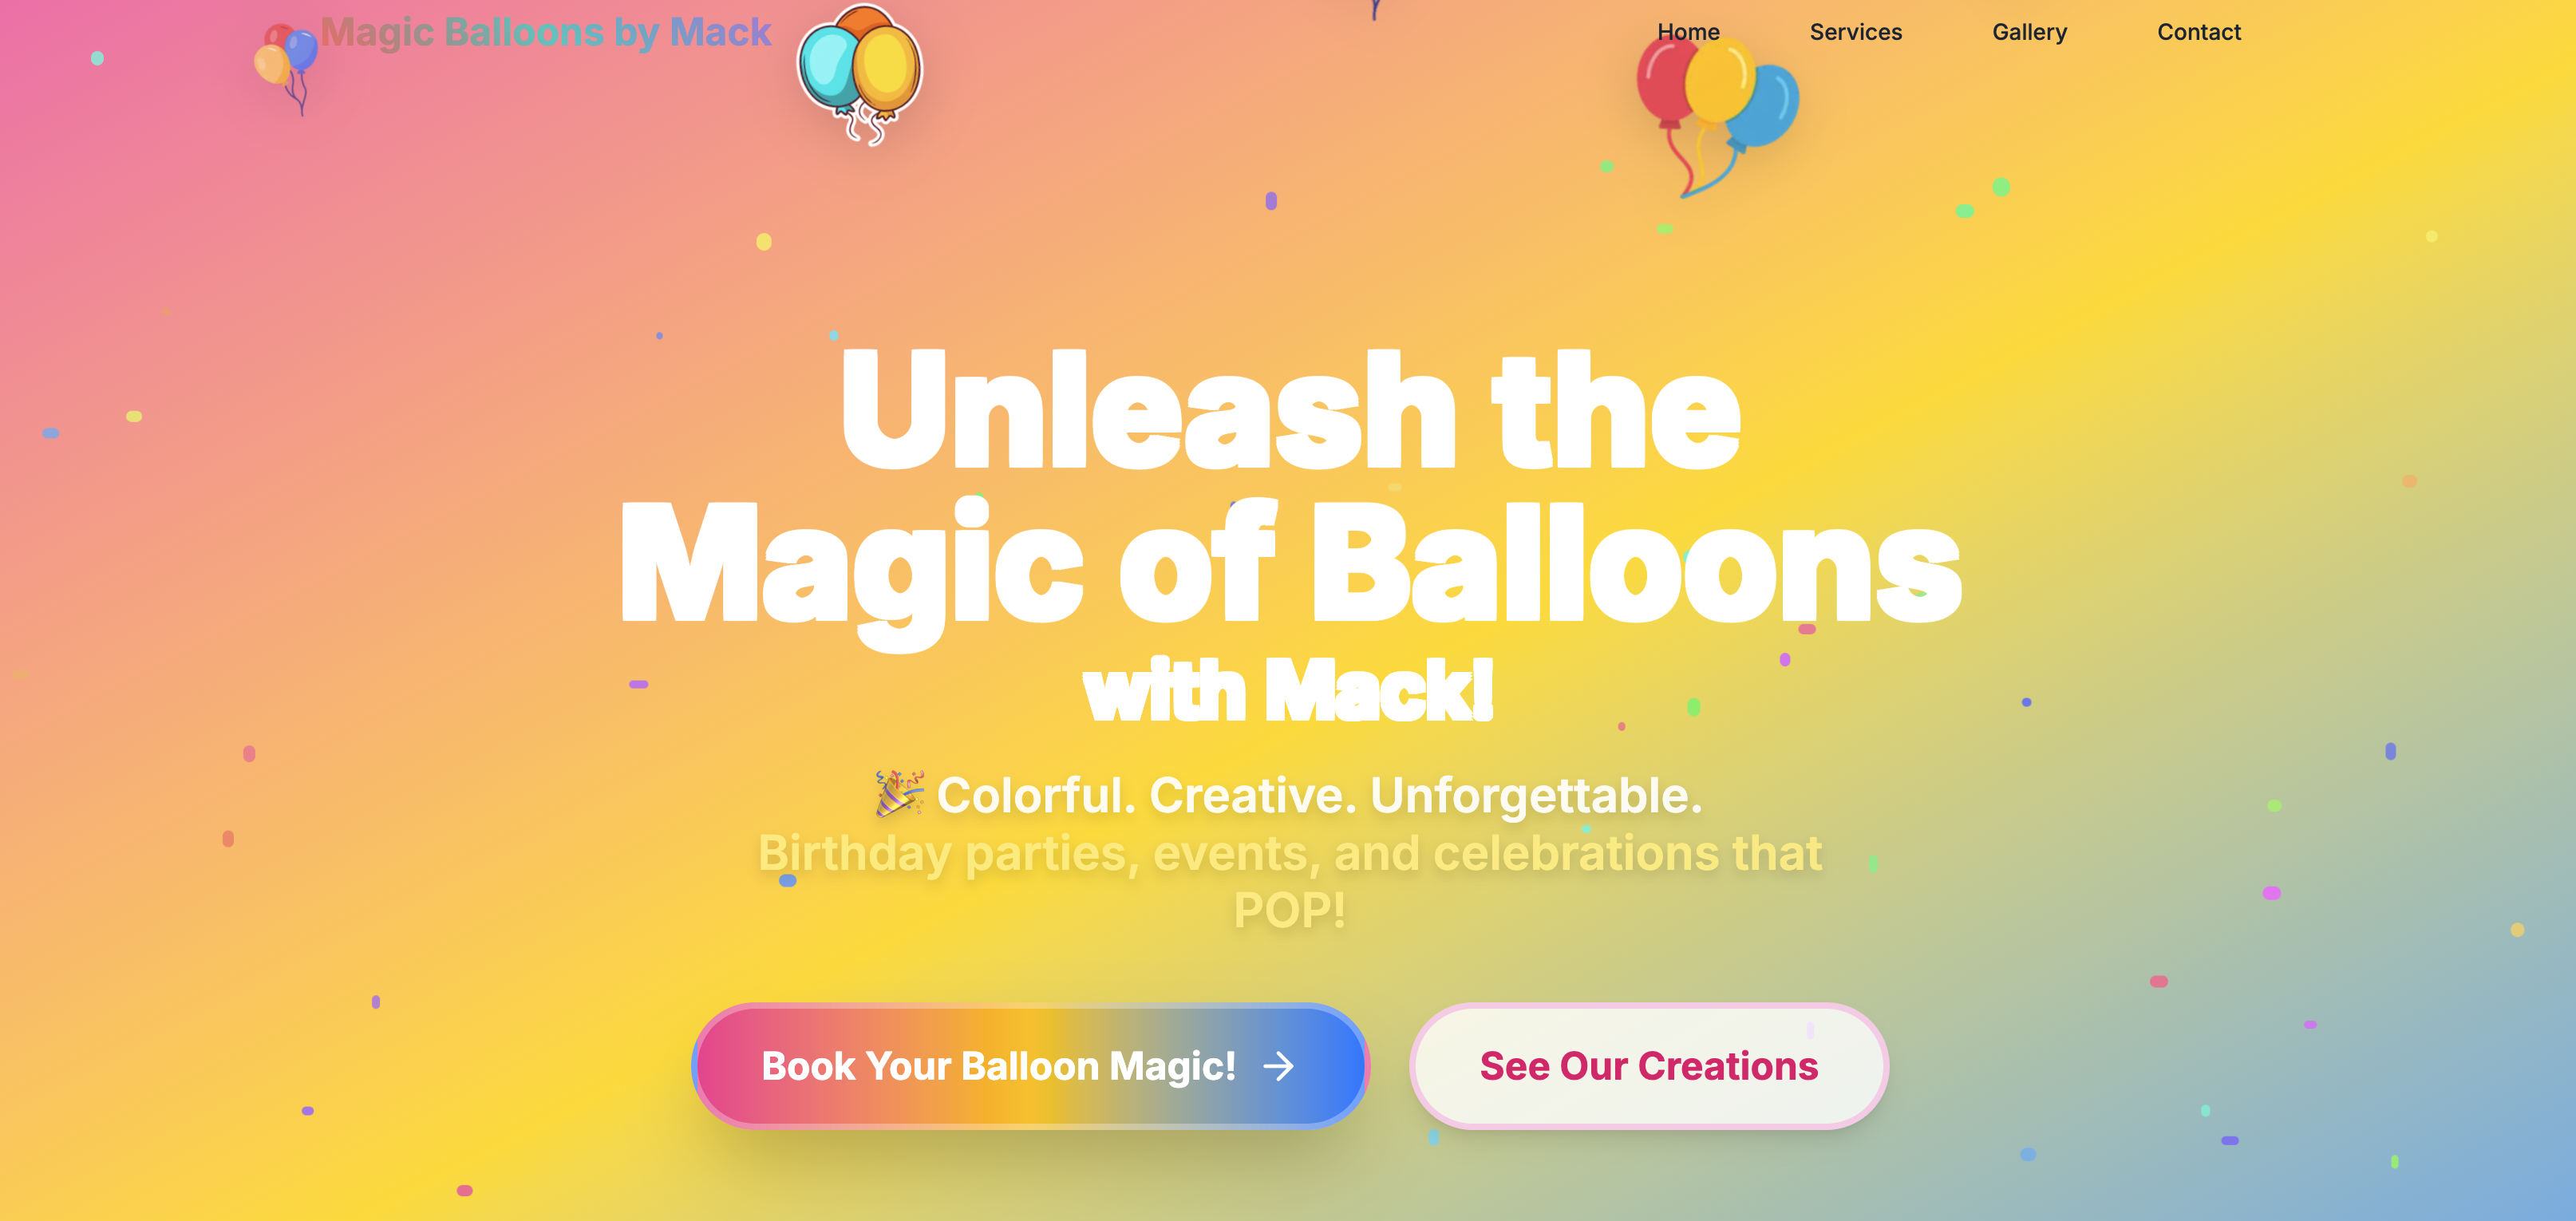 Magic Balloons by Mack
Home Services Gallery Contact
Unleash the
Magic of Balloons
with Mack!
🎉 Colorful. Creative. Unforgettable.
Birthday parties, events, and celebrations that
POP!
Book Your Balloon Magic! →
See Our Creations